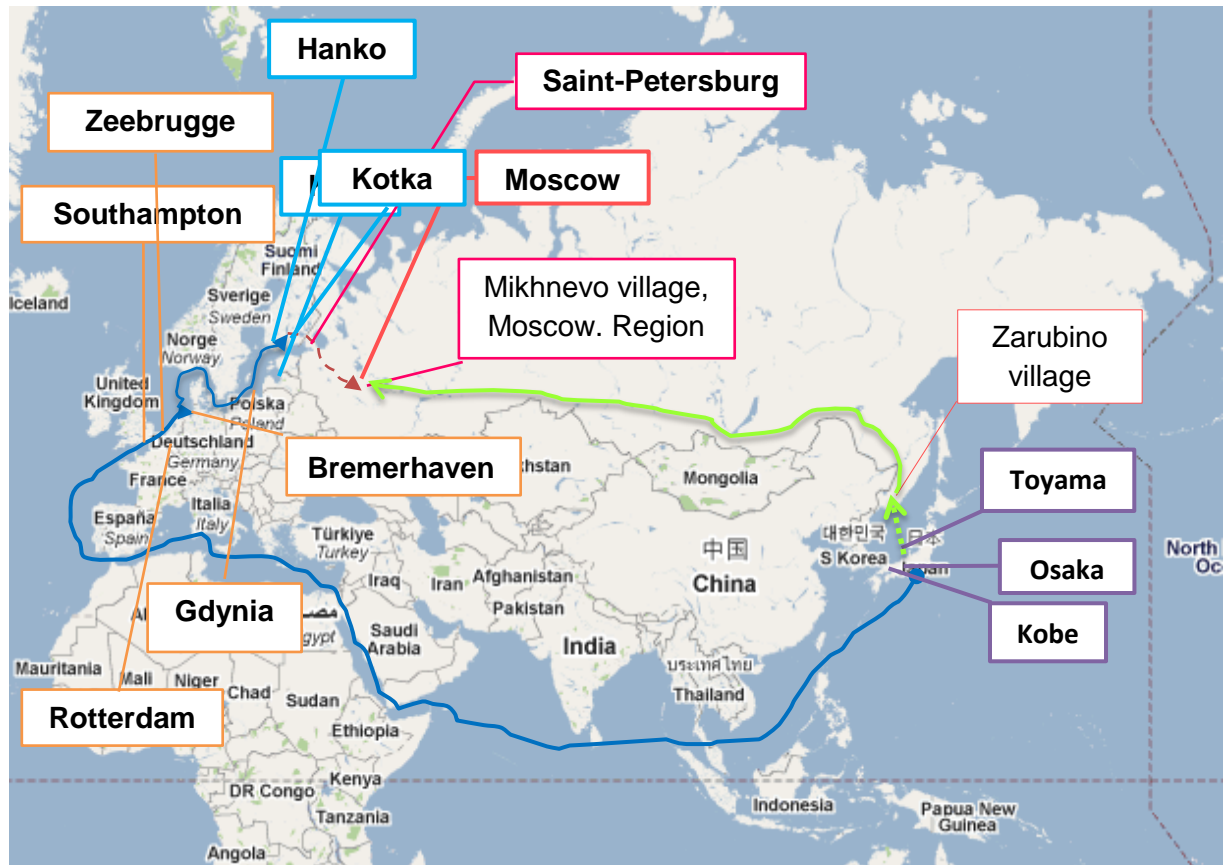 Hanko
Saint-Petersburg
Zeebrugge
Kotka
Moscow
Southampton
Suomi
Finland
Iceland
Sverige
Sweden
Mikhnevo village,
Moscow. Region
Norge
Norway
Zarubino
village
United
Kingdom
Polska
Poland
Deutschland
Germany
Bremerhaven
Mongolia
Toyama
France
Italia
Italy
España
Spain
Türkiye
Turkey
대한민국
日本
S Korea
中国
China
North
Iraq
Iran
Afghanistan
Osaka
Pakistan
Gdynia
Kobe
Saudi
Arabia
India
ประเทศไทย
Thailand
Mauritania
Mali
Niger
Chad
Sudan
Rotterdam
Ethiopia
Kenya
DR Congo
Tanzania
Indonesia
Papua New
Guinea
Angola